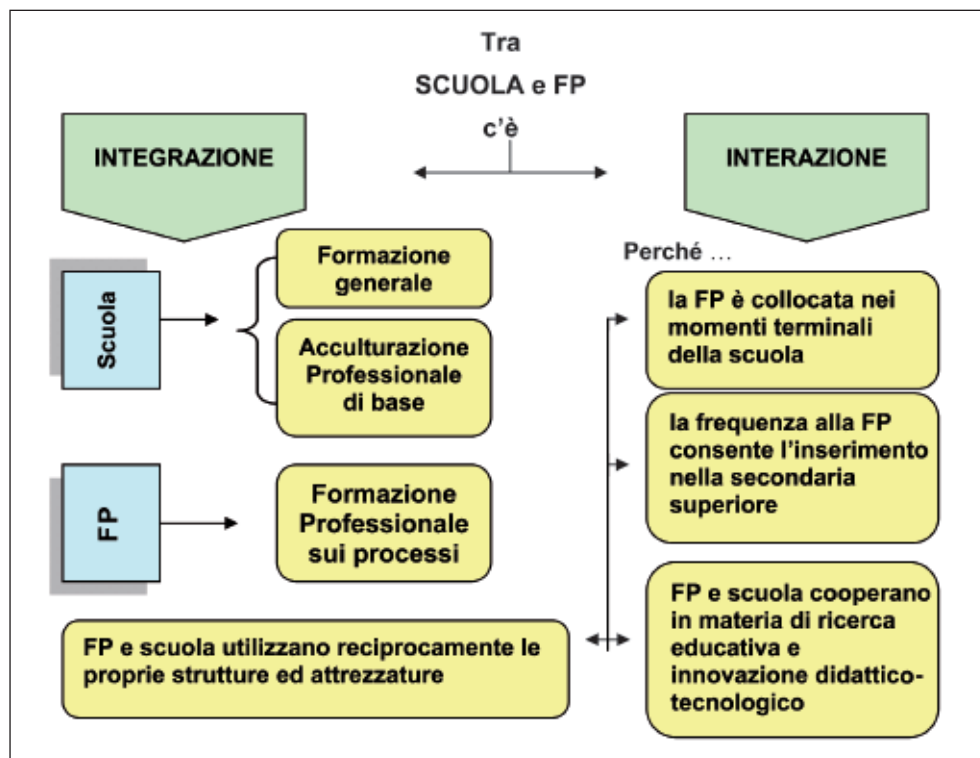 Tra
SCUOLA e FP
c'è
INTEGRAZIONE
INTERAZIONE
Scuola
Formazione
generale
Acculturazione
Professionale
di base
FP
Formazione
Professionale
sui processi
FP e scuola utilizzano reciprocamente le
proprie strutture ed attrezzature
Perché ...
la FP è collocata nei
momenti terminali
della scuola
la frequenza alla FP
consente l'inserimento
nella secondaria
superiore
FP e scuola cooperano
in materia di ricerca
educativa e
innovazione didattico-
tecnologico